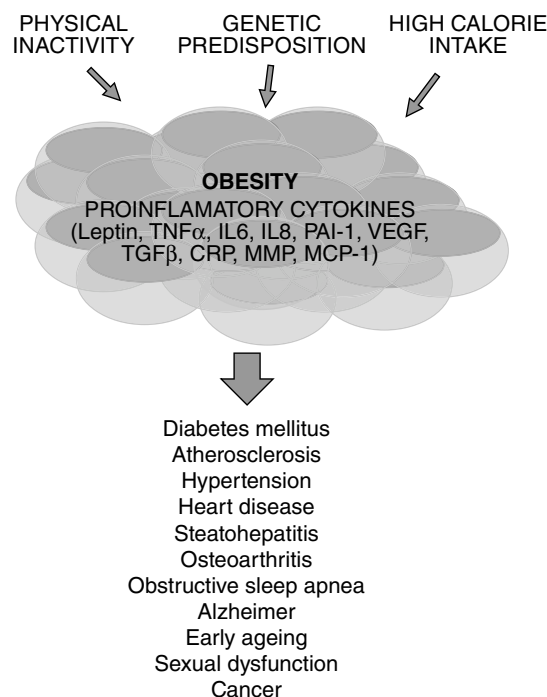 PHYSICAL INACTIVITY
GENETIC PREDISPOSITION
HIGH CALORIE INTAKE
OBESITY
PROINFLAMATORY CYTOKINES
(Leptin, TNFα, IL6, IL8, PAI-1, VEGF,
TGFβ, CRP, MMP, MCP-1)
Diabetes mellitus
Atherosclerosis
Hypertension
Heart disease
Steatohepatitis
Osteoarthritis
Obstructive sleep apnea
Alzheimer
Early ageing
Sexual dysfunction
Cancer